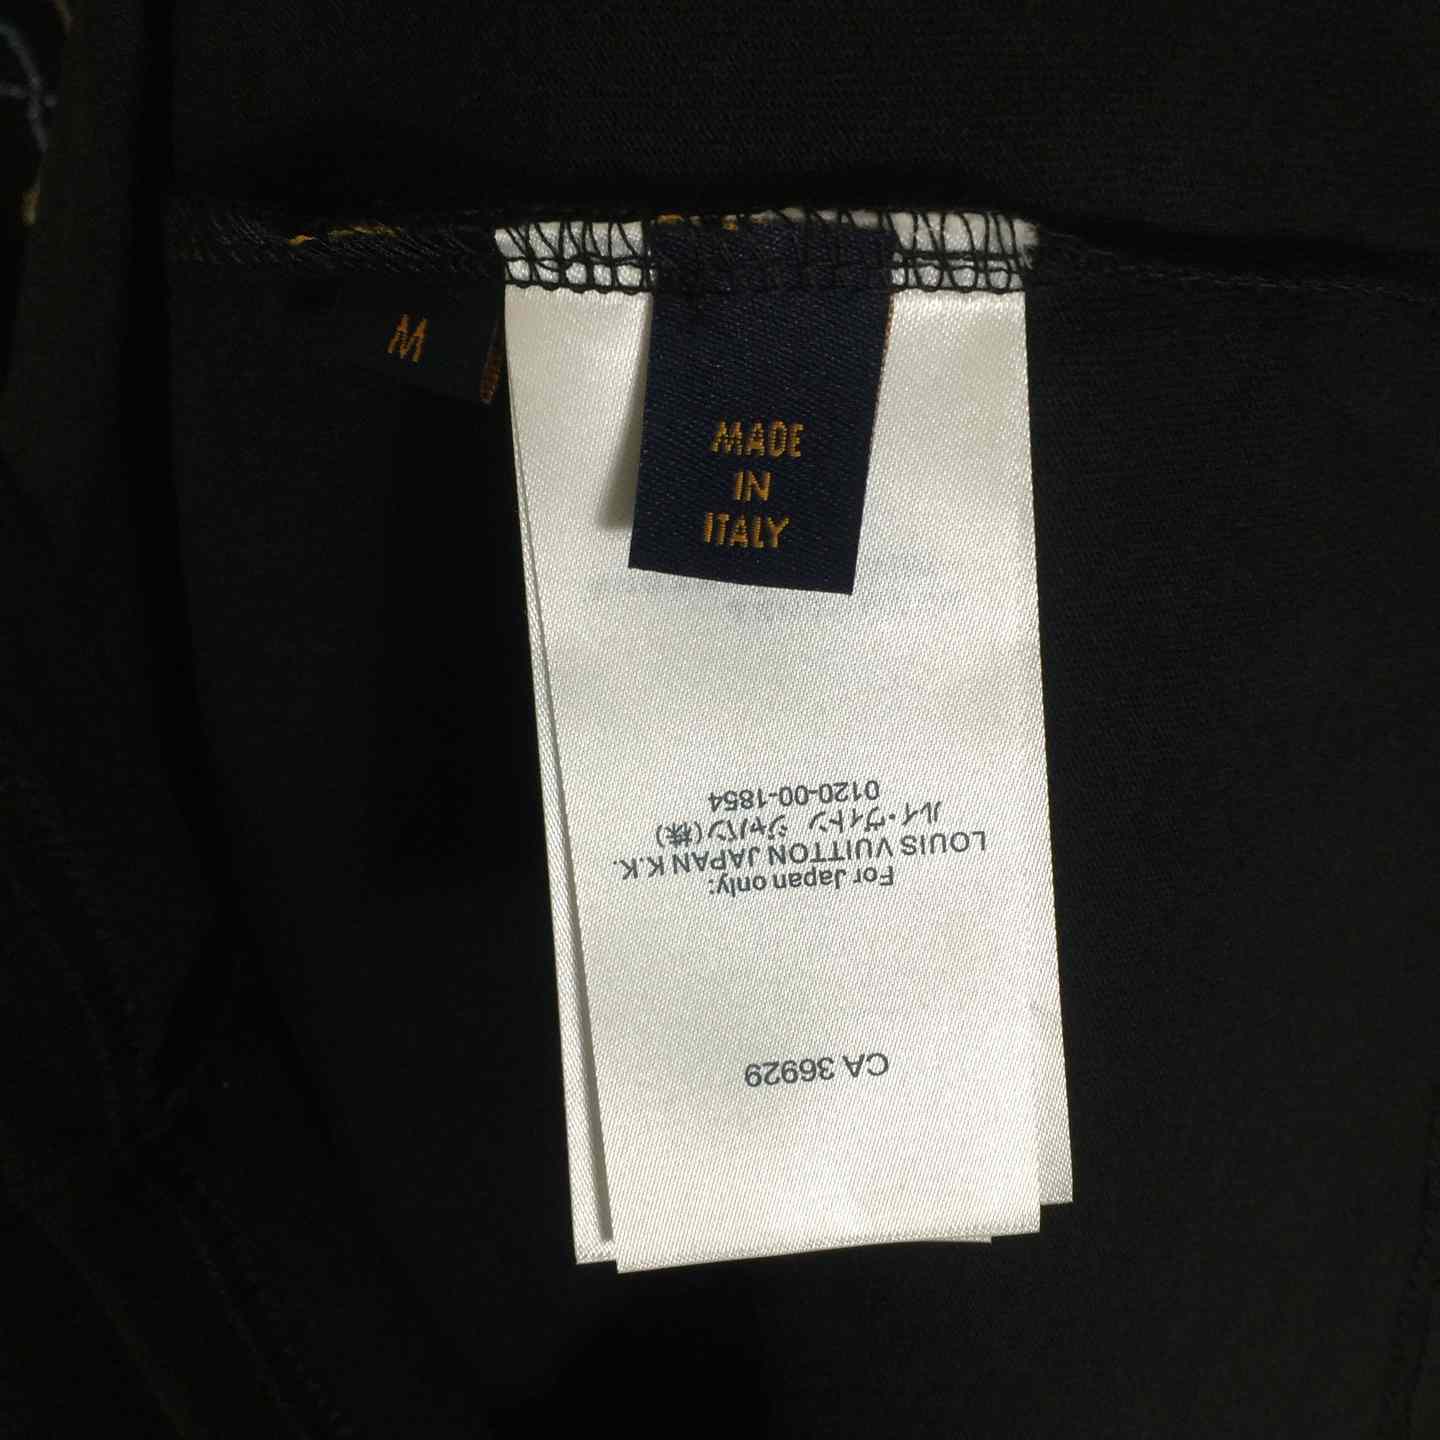 M
MADE
IN
ITALY
CA 36929
For Japan only:
LOUIS VUITTON JAPAN K.K.
ルイ・ヴィトン ジャパン(株)
0120-00-1854